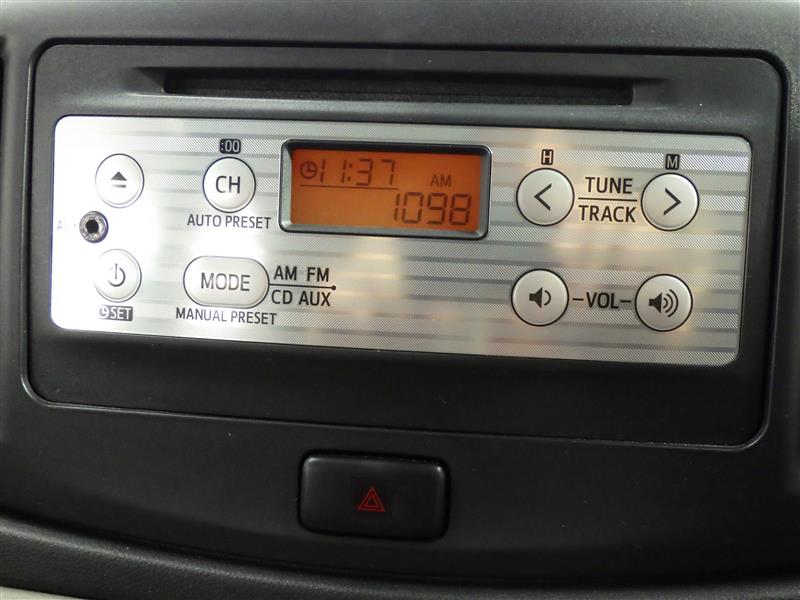 :00
CH
AUTO PRESET
11:37
AM
1098
H
M
TUNE
TRACK
MODE
AM FM
CD AUX
MANUAL PRESET
SET
-VOL-